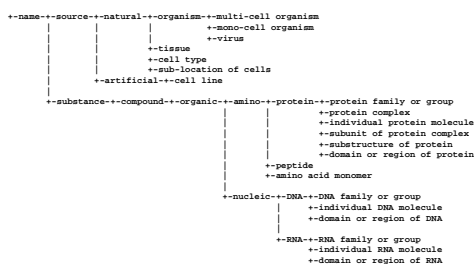 +-name-+-source-+-natural-+-organism-+-multi-cell organism
| | | +-mono-cell organism
| | | +-virus
| | +-tissue
| | +-cell type
| | +-sub-location of cells
| +-artificial-+-cell line
+-substance-+-compound-+-organic-+-amino-+-protein-+-protein family or group
| | +-protein complex
| | +-individual protein molecule
| | +-subunit of protein complex
| | +-substructure of protein
| | +-domain or region of protein
| +-peptide
| +-amino acid monomer
+-nucleic-+-DNA-+-DNA family or group
| +-individual DNA molecule
| +-domain or region of DNA
+-RNA-+-RNA family or group
+-individual RNA molecule
+-domain or region of RNA